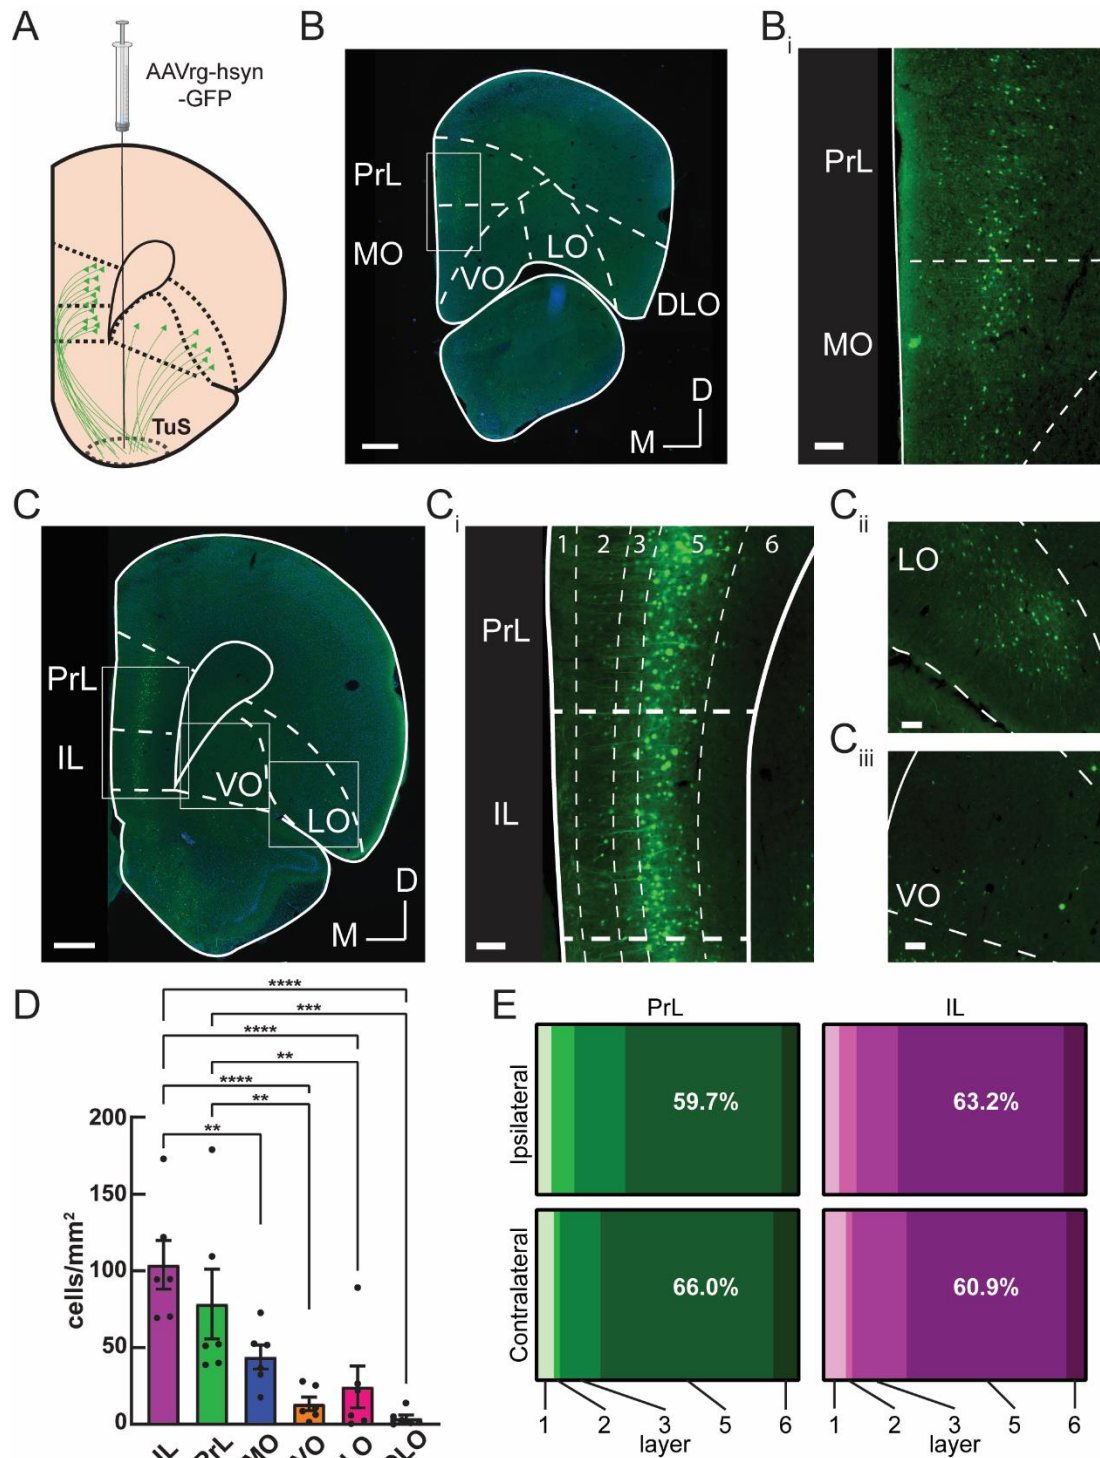 A
AAVrg-hsyn
-GFP
TuS
B
PrL
MO
VO
LO
DLO
D
M
Bi
PrL
MO
C
PrL
IL
VO
LO
D
M
Ci
1 2 3 5 6
PrL
IL
Cii
LO
Ciii
VO
D
****
***
****
**
****
**
**
cells/mm²
200
150
100
50
0
IL PrL MO VO LO DLO
E
PrL IL
Ipsilateral
59.7% 63.2%
Contralateral
66.0% 60.9%
1 2 3 5 6 1 2 3 5 6
layer layer